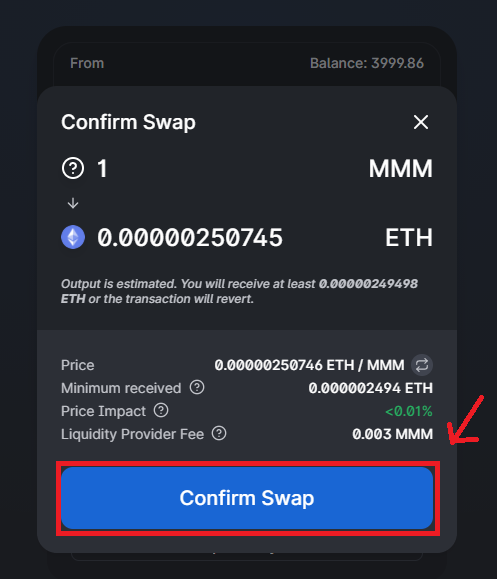 From Balance: 3999.86
Confirm Swap
1 MMM
0.00000250745 ETH
Output is estimated. You will receive at least 0.00000249498
ETH or the transaction will revert.
Price 0.00000250746 ETH / MMM
Minimum received 0.000002494 ETH
Price Impact <0.01%
Liquidity Provider Fee 0.003 MMM
Confirm Swap